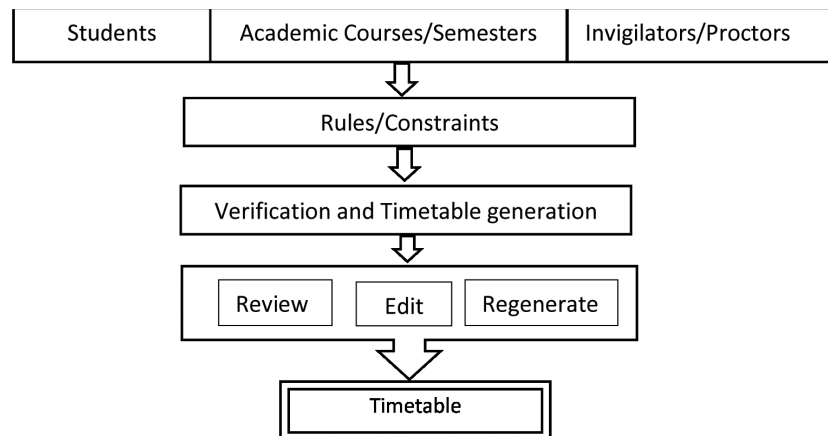 Students Academic Courses/Semesters Invigilators/Proctors
Rules/Constraints
Verification and Timetable generation
Review Edit Regenerate
Timetable